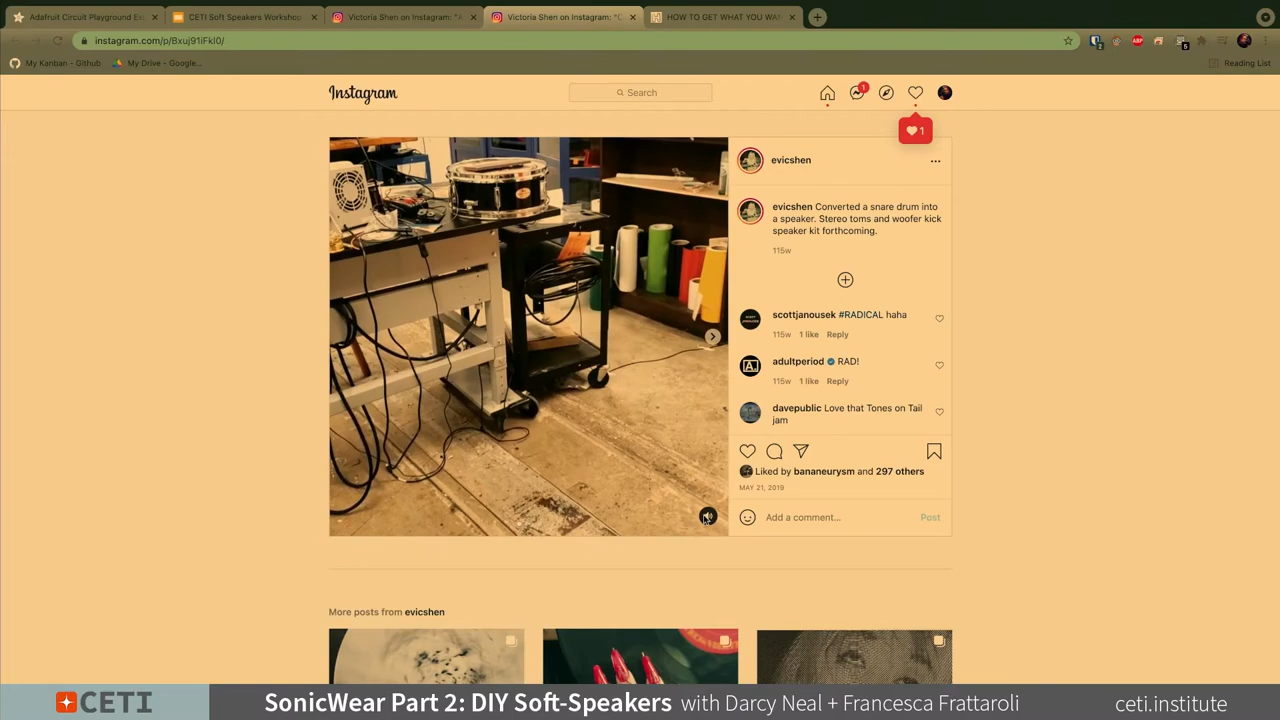 Adafruit Circuit Playground Ex
CETI Soft Speakers Workshop
Victoria Shen on Instagram: "A
Victoria Shen on Instagram: "C
HOW TO GET WHAT YOU WAN
instagram.com/p/Bxuj91iFkI0/
My Kanban - Github
My Drive - Google...
Reading List
Instagram
Search
1
1
evicshen
evicshen Converted a snare drum into
a speaker. Stereo toms and woofer kick
speaker kit forthcoming.
115w
scottjanousek #RADICAL haha
115w 1 like Reply
adultperiod RAD!
115w 1 like Reply
davepublic Love that Tones on Tail
jam
Liked by bananeurysm and 297 others
MAY 21, 2019
Add a comment...
Post
More posts from evicshen
CETI
SonicWear Part 2: DIY Soft-Speakers with Darcy Neal + Francesca Frattaroli
ceti.institute